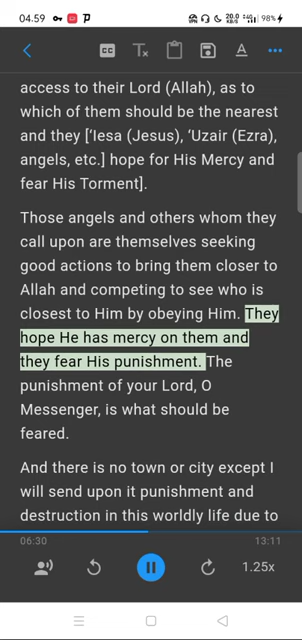 04.59
20.0
98%
CC
access to their Lord (Allah), as to
which of them should be the nearest
and they ['Iesa (Jesus), 'Uzair (Ezra),
angels, etc.] hope for His Mercy and
fear His Torment].
Those angels and others whom they
call upon are themselves seeking
good actions to bring them closer to
Allah and competing to see who is
closest to Him by obeying Him. They
hope He has mercy on them and
they fear His punishment. The
punishment of your Lord, O
Messenger, is what should be
feared.
And there is no town or city except I
will send upon it punishment and
destruction in this worldly life due to
06:30
13:11
1.25x